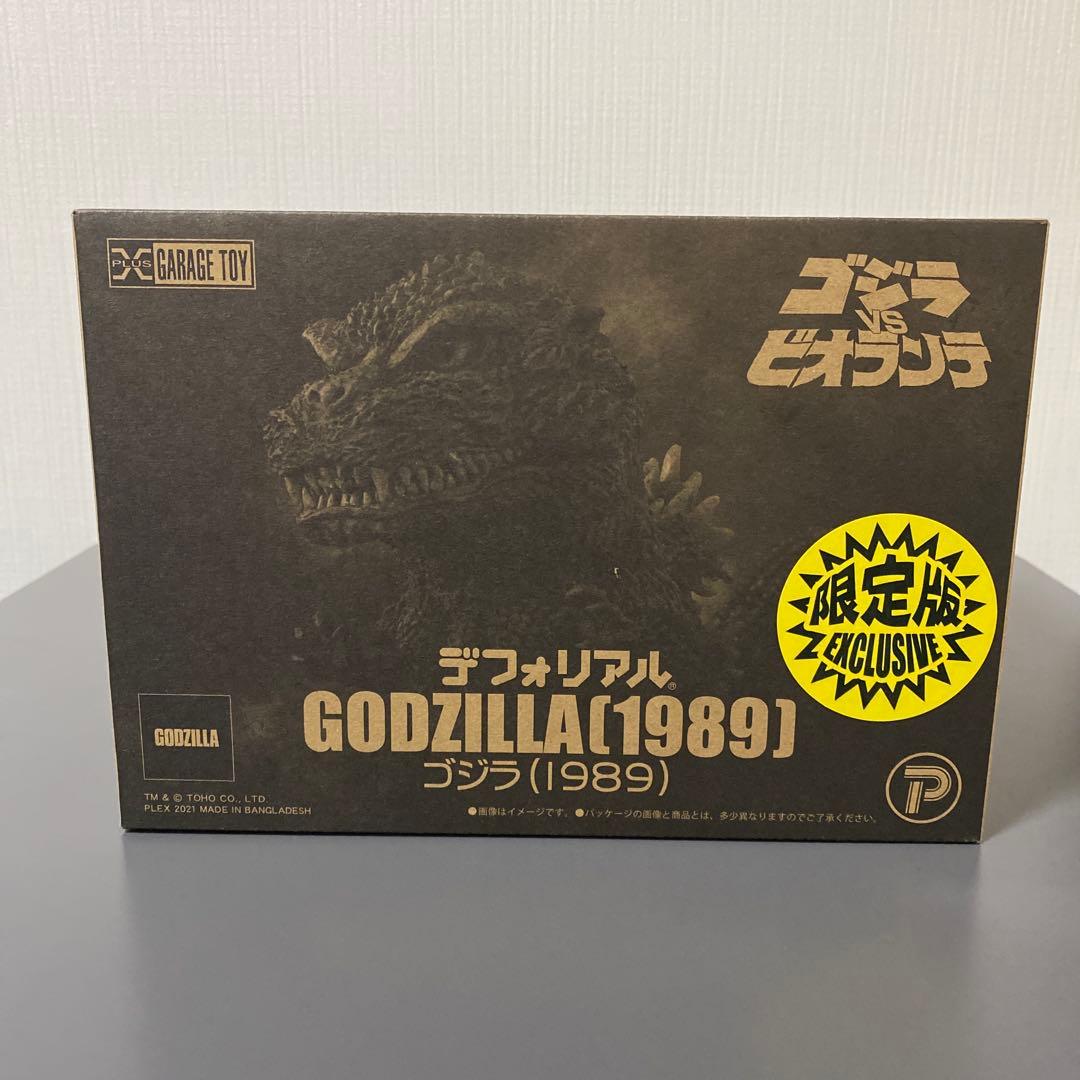 X PLUS GARAGE TOY
ゴジラ
VS
ビオランテ
限定版
EXCLUSIVE
デフォリアル®
GODZILLA(1989)
ゴジラ(1989)
GODZILLA
TM & © TOHO CO., LTD.
PLEX 2021 MADE IN BANGLADESH
●画像はイメージです。●パッケージの画像と商品とは、多少異なりますのでご了承ください。
P